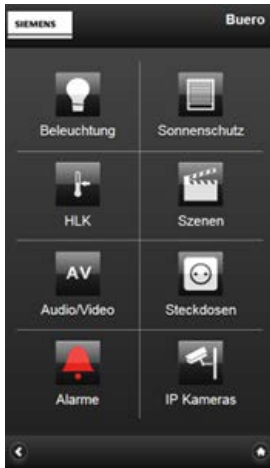 SIEMENS
Buero
Beleuchtung
Sonnenschutz
HLK
Szenen
AV
Audio/Video
Steckdosen
Alarme
IP Kameras